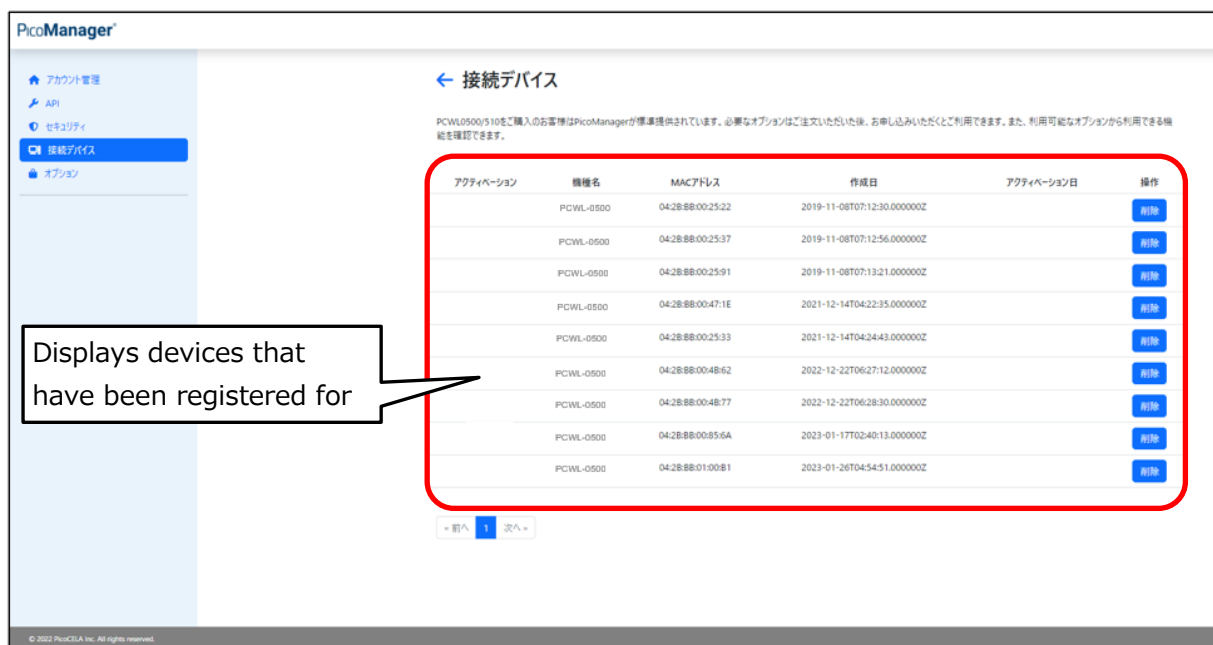 PicoManager®
アカウント管理
API
セキュリティ
接続デバイス
オプション
← 接続デバイス
PCWL0500/510をご購入のお客様はPicoManagerが標準提供されています。必要なオプションはご注文いただいた後、お申し込みいただくとご利用できます。また、利用可能なオプションから利用できる機
能を確認できます。
アクティベーション 機種名 MACアドレス 作成日 アクティベーション日 操作
PCWL-0500 04:2B:BB:00:25:22 2019-11-08T07:12:30.000000Z 削除
PCWL-0500 04:2B:BB:00:25:37 2019-11-08T07:12:56.000000Z 削除
PCWL-0500 04:2B:BB:00:25:91 2019-11-08T07:13:21.000000Z 削除
PCWL-0500 04:2B:BB:00:47:1E 2021-12-14T04:22:35.000000Z 削除
PCWL-0500 04:2B:BB:00:25:33 2021-12-14T04:24:43.000000Z 削除
PCWL-0500 04:2B:BB:00:4B:62 2022-12-22T06:27:12.000000Z 削除
PCWL-0500 04:2B:BB:00:4B:77 2022-12-22T06:28:30.000000Z 削除
PCWL-0500 04:2B:BB:00:85:6A 2023-01-17T02:40:13.000000Z 削除
PCWL-0500 04:2B:BB:01:00:B1 2023-01-26T04:54:51.000000Z 削除
Displays devices that
have been registered for
« 前へ 1 次へ »
© 2022 PicoCELA Inc. All rights reserved.